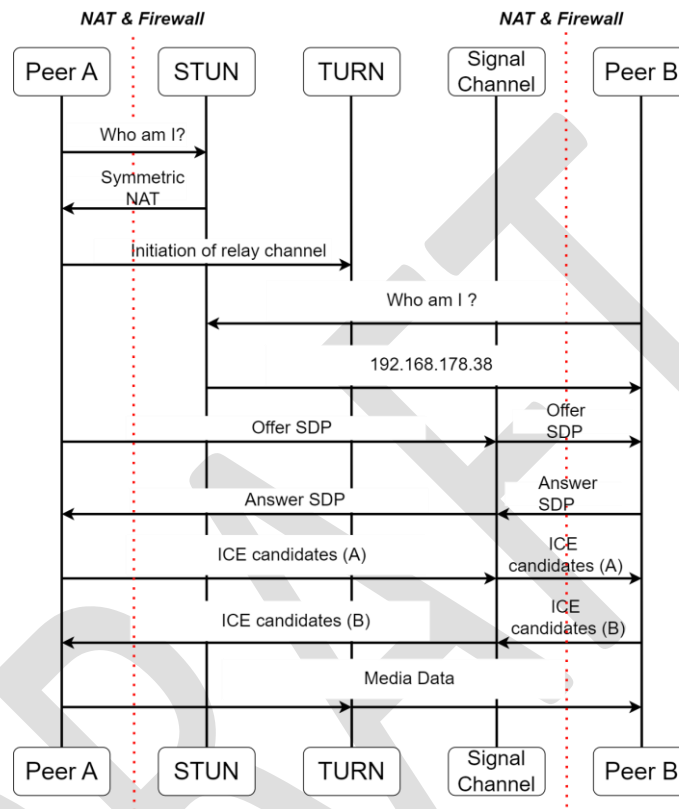 NAT & Firewall
NAT & Firewall
Peer A
STUN
TURN
Signal
Channel
Peer B
Who am I?
Symmetric
NAT
Initiation of relay channel
Who am I ?
192.168.178.38
Offer SDP
Offer
SDP
Answer SDP
Answer
SDP
ICE candidates (A)
ICE
candidates (A)
ICE candidates (B)
ICE
candidates (B)
Media Data
Peer A
STUN
TURN
Signal
Channel
Peer B
DRAFT